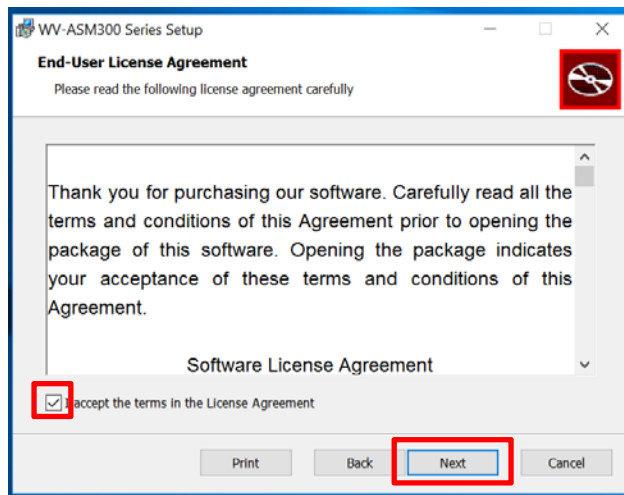 WV-ASM300 Series Setup
End-User License Agreement
Please read the following license agreement carefully
Thank you for purchasing our software. Carefully read all the
terms and conditions of this Agreement prior to opening the
package of this software. Opening the package indicates
your acceptance of these terms and conditions of this
Agreement.
Software License Agreement
I accept the terms in the License Agreement
Print Back Next Cancel